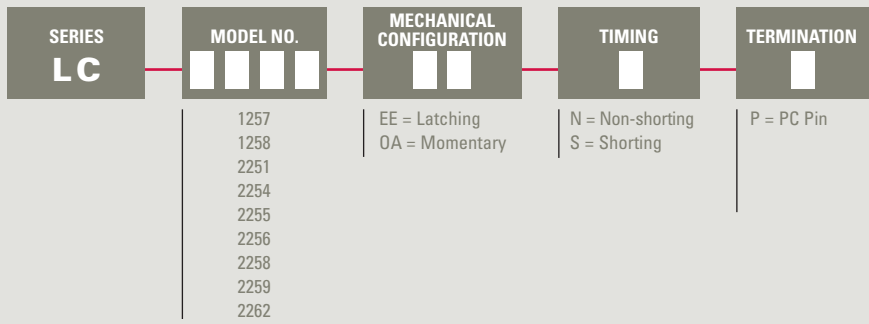 SERIES
LC
MODEL NO.
1257
1258
2251
2254
2255
2256
2258
2259
2262
MECHANICAL
CONFIGURATION
EE = Latching
OA = Momentary
TIMING
N = Non-shorting
S = Shorting
TERMINATION
P = PC Pin